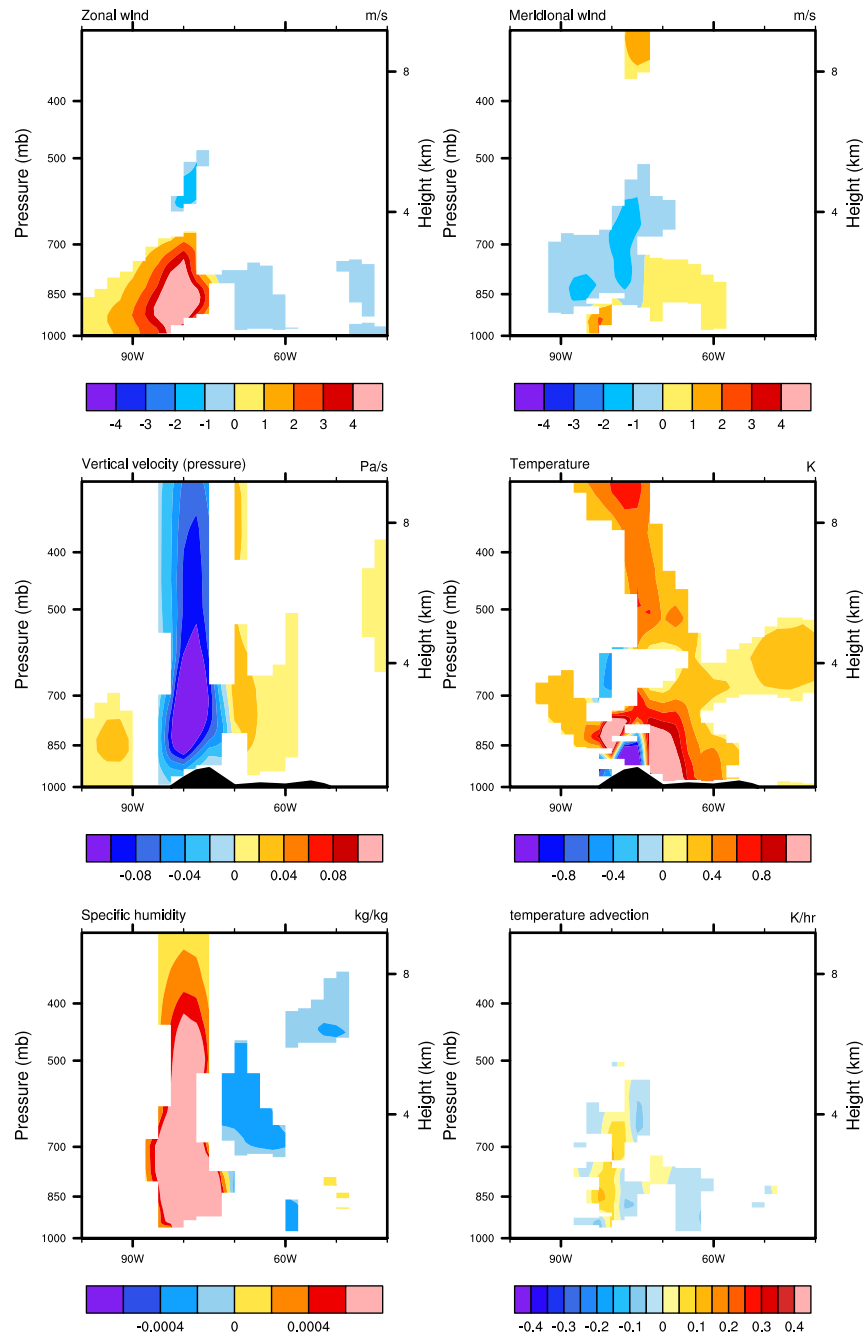 Zonal wind m/s
Meridional wind m/s
Pressure (mb)
400
500
700
850
1000
8
4
Height (km)
90W 60W
-4 -3 -2 -1 0 1 2 3 4
Pressure (mb)
400
500
700
850
1000
8
4
Height (km)
90W 60W
-4 -3 -2 -1 0 1 2 3 4
Vertical velocity (pressure) Pa/s
Temperature K
Pressure (mb)
400
500
700
850
1000
8
4
Height (km)
90W 60W
-0.08 -0.04 0 0.04 0.08
Pressure (mb)
400
500
700
850
1000
8
4
Height (km)
90W 60W
-0.8 -0.4 0 0.4 0.8
Specific humidity kg/kg
temperature advection K/hr
Pressure (mb)
400
500
700
850
1000
8
4
Height (km)
90W 60W
-0.0004 0 0.0004
Pressure (mb)
400
500
700
850
1000
8
4
Height (km)
90W 60W
-0.4 -0.3 -0.2 -0.1 0 0.1 0.2 0.3 0.4